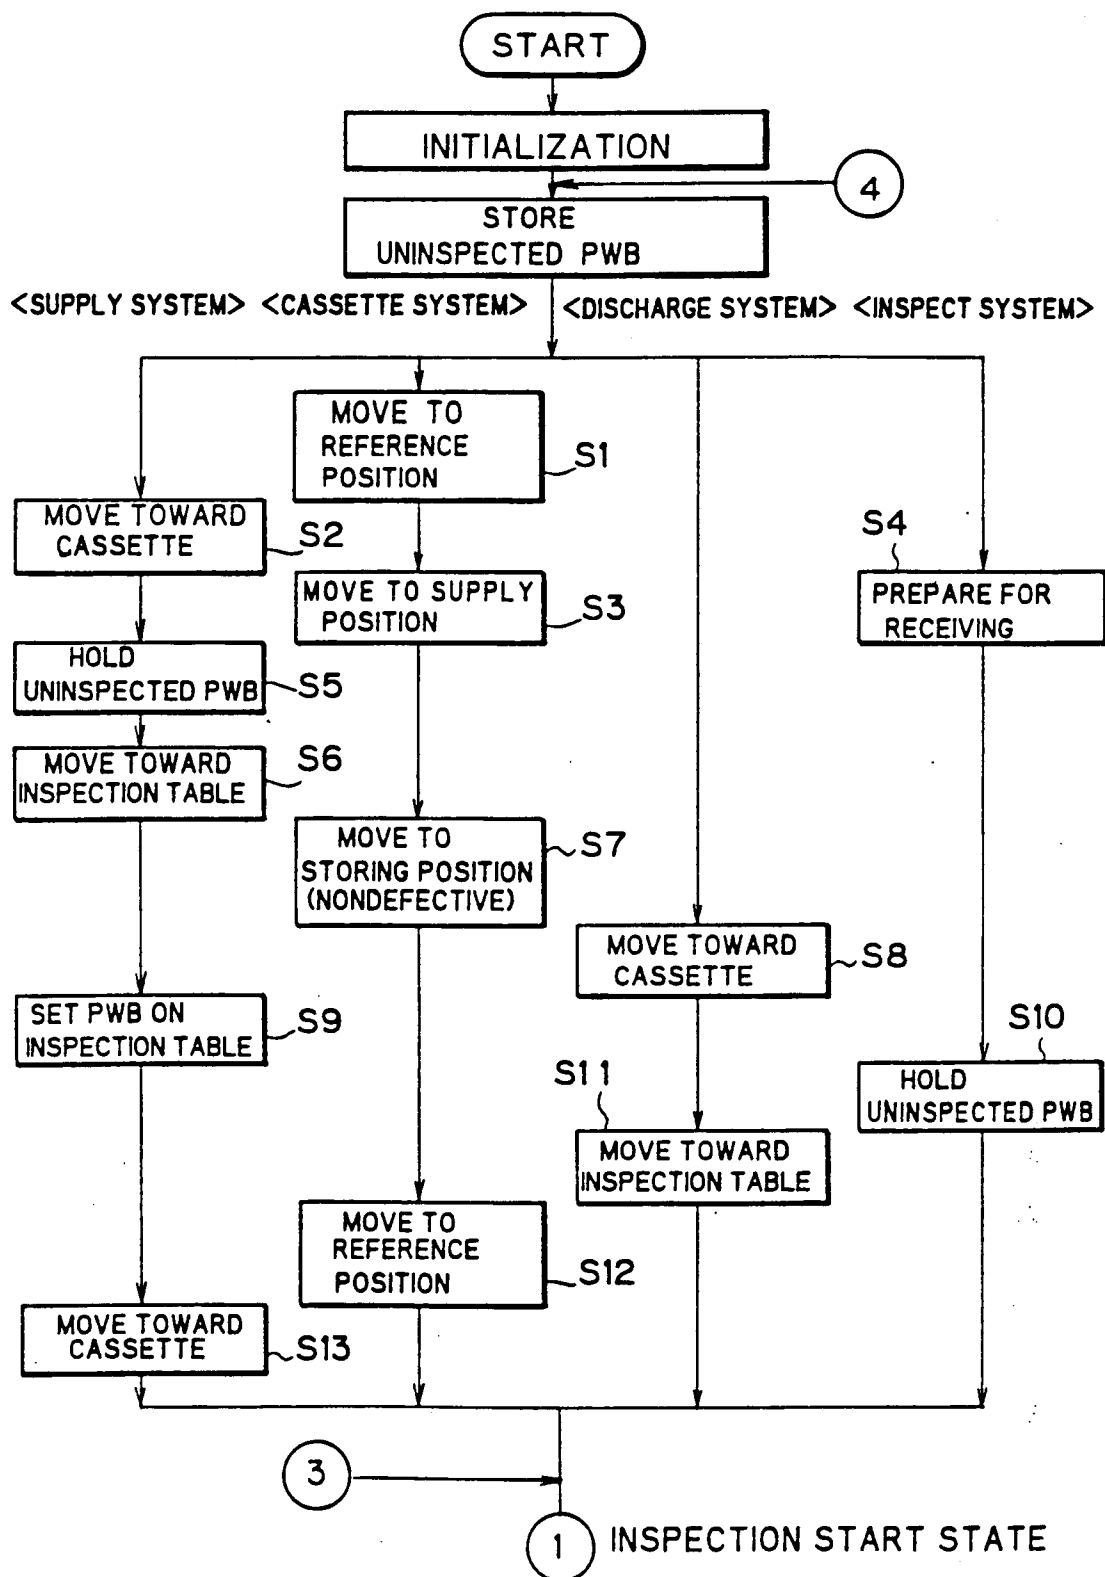 START
INITIALIZATION
4
STORE
UNINSPECTED PWB
<SUPPLY SYSTEM> <CASSETTE SYSTEM> <DISCHARGE SYSTEM> <INSPECT SYSTEM>
MOVE TO
REFERENCE
POSITION
S1
MOVE TOWARD
CASSETTE
S2
MOVE TO SUPPLY
POSITION
S3
S4
PREPARE FOR
RECEIVING
HOLD
UNINSPECTED PWB
S5
MOVE TOWARD
INSPECTION TABLE
S6
MOVE TO
STORING POSITION
(NONDEFECTIVE)
S7
MOVE TOWARD
CASSETTE
S8
SET PWB ON
INSPECTION TABLE
S9
S10
HOLD
UNINSPECTED PWB
S11
MOVE TOWARD
INSPECTION TABLE
MOVE TO
REFERENCE
POSITION
S12
MOVE TOWARD
CASSETTE
S13
3
1 INSPECTION START STATE